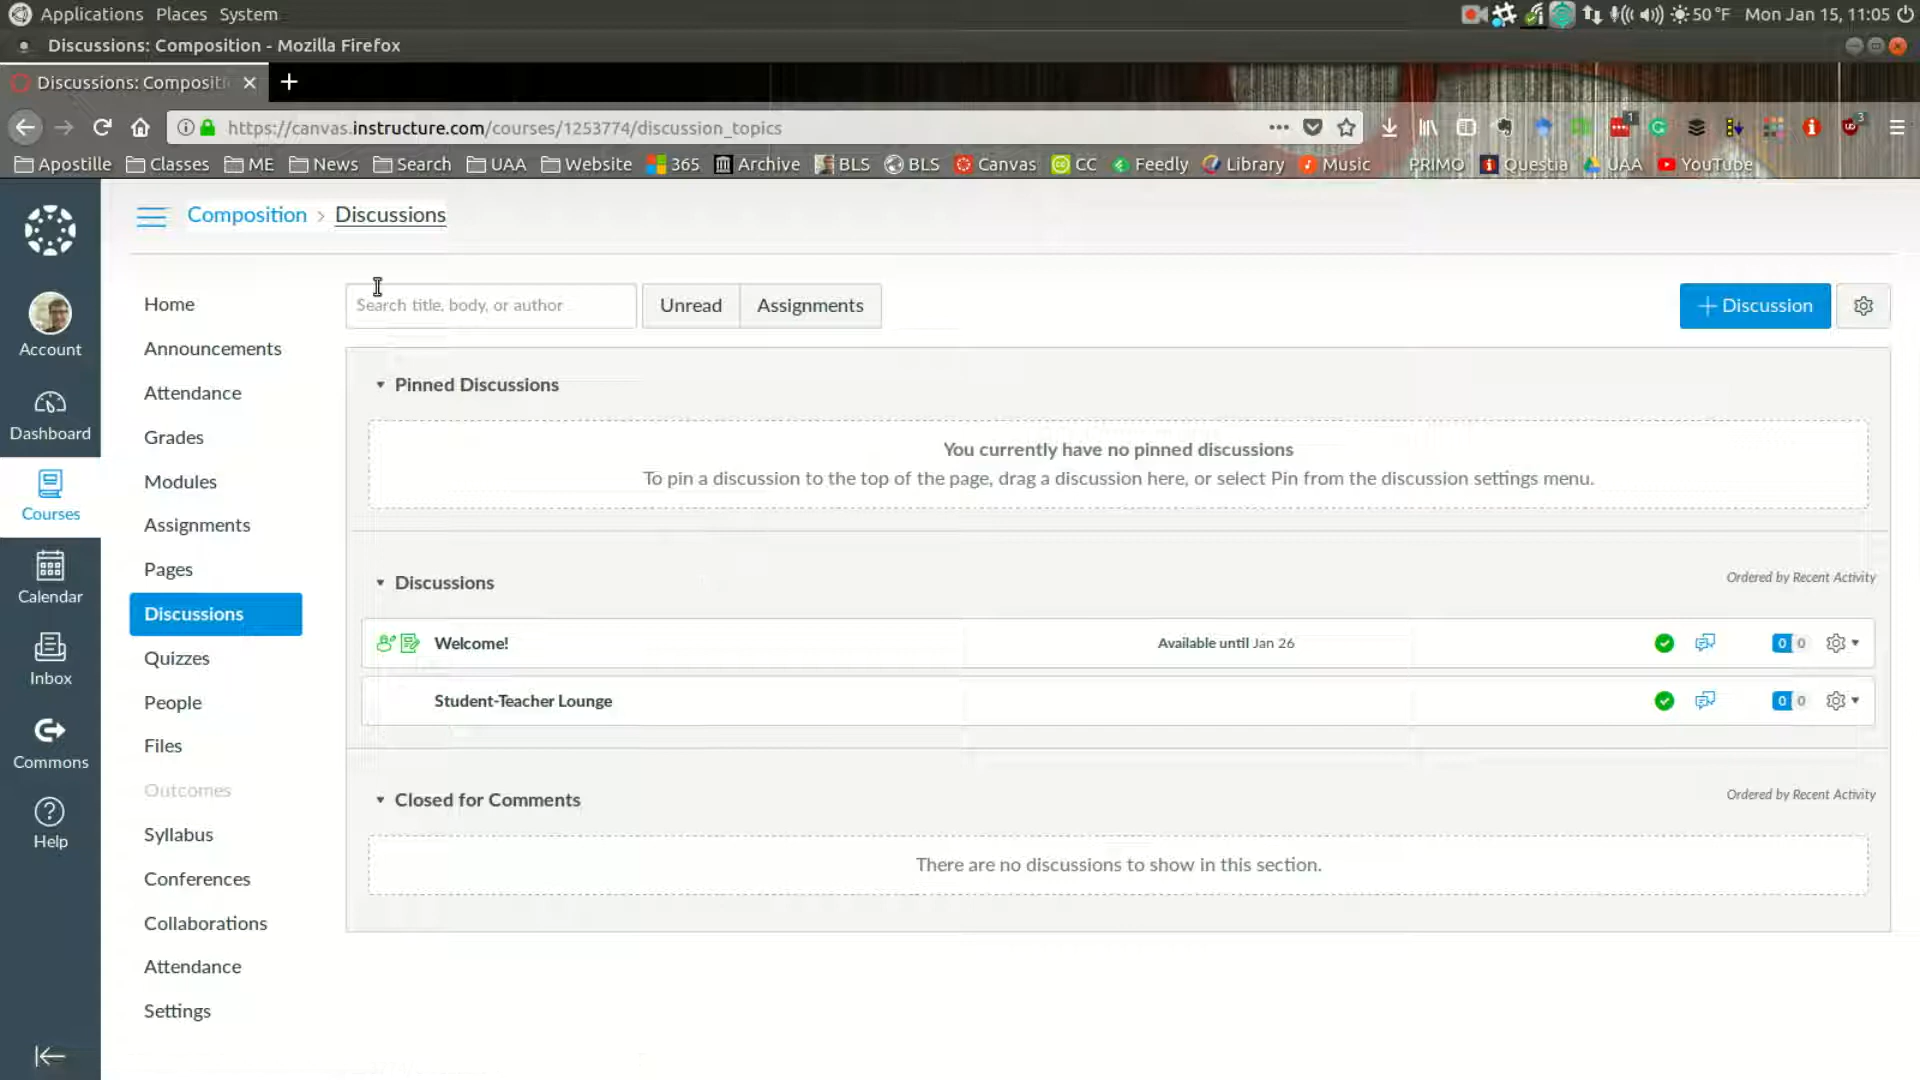 Applications Places System
50 °F Mon Jan 15, 11:05
Discussions: Composition - Mozilla Firefox
Discussions: Compositi
https://canvas.instructure.com/courses/1253774/discussion_topics
1
3
Apostille Classes ME News Search UAA Website 365 Archive BLS BLS Canvas CC Feedly Library Music PRIMO Questia UAA YouTube
Composition › Discussions
Account
Dashboard
Courses
Calendar
Inbox
Commons
Help
Home
Announcements
Attendance
Grades
Modules
Assignments
Pages
Discussions
Quizzes
People
Files
Outcomes
Syllabus
Conferences
Collaborations
Attendance
Settings
Search title, body, or author
Unread Assignments
+ Discussion
Pinned Discussions
You currently have no pinned discussions
To pin a discussion to the top of the page, drag a discussion here, or select Pin from the discussion settings menu.
Discussions
Ordered by Recent Activity
Welcome! Available until Jan 26 0 0
Student-Teacher Lounge 0 0
Closed for Comments
Ordered by Recent Activity
There are no discussions to show in this section.